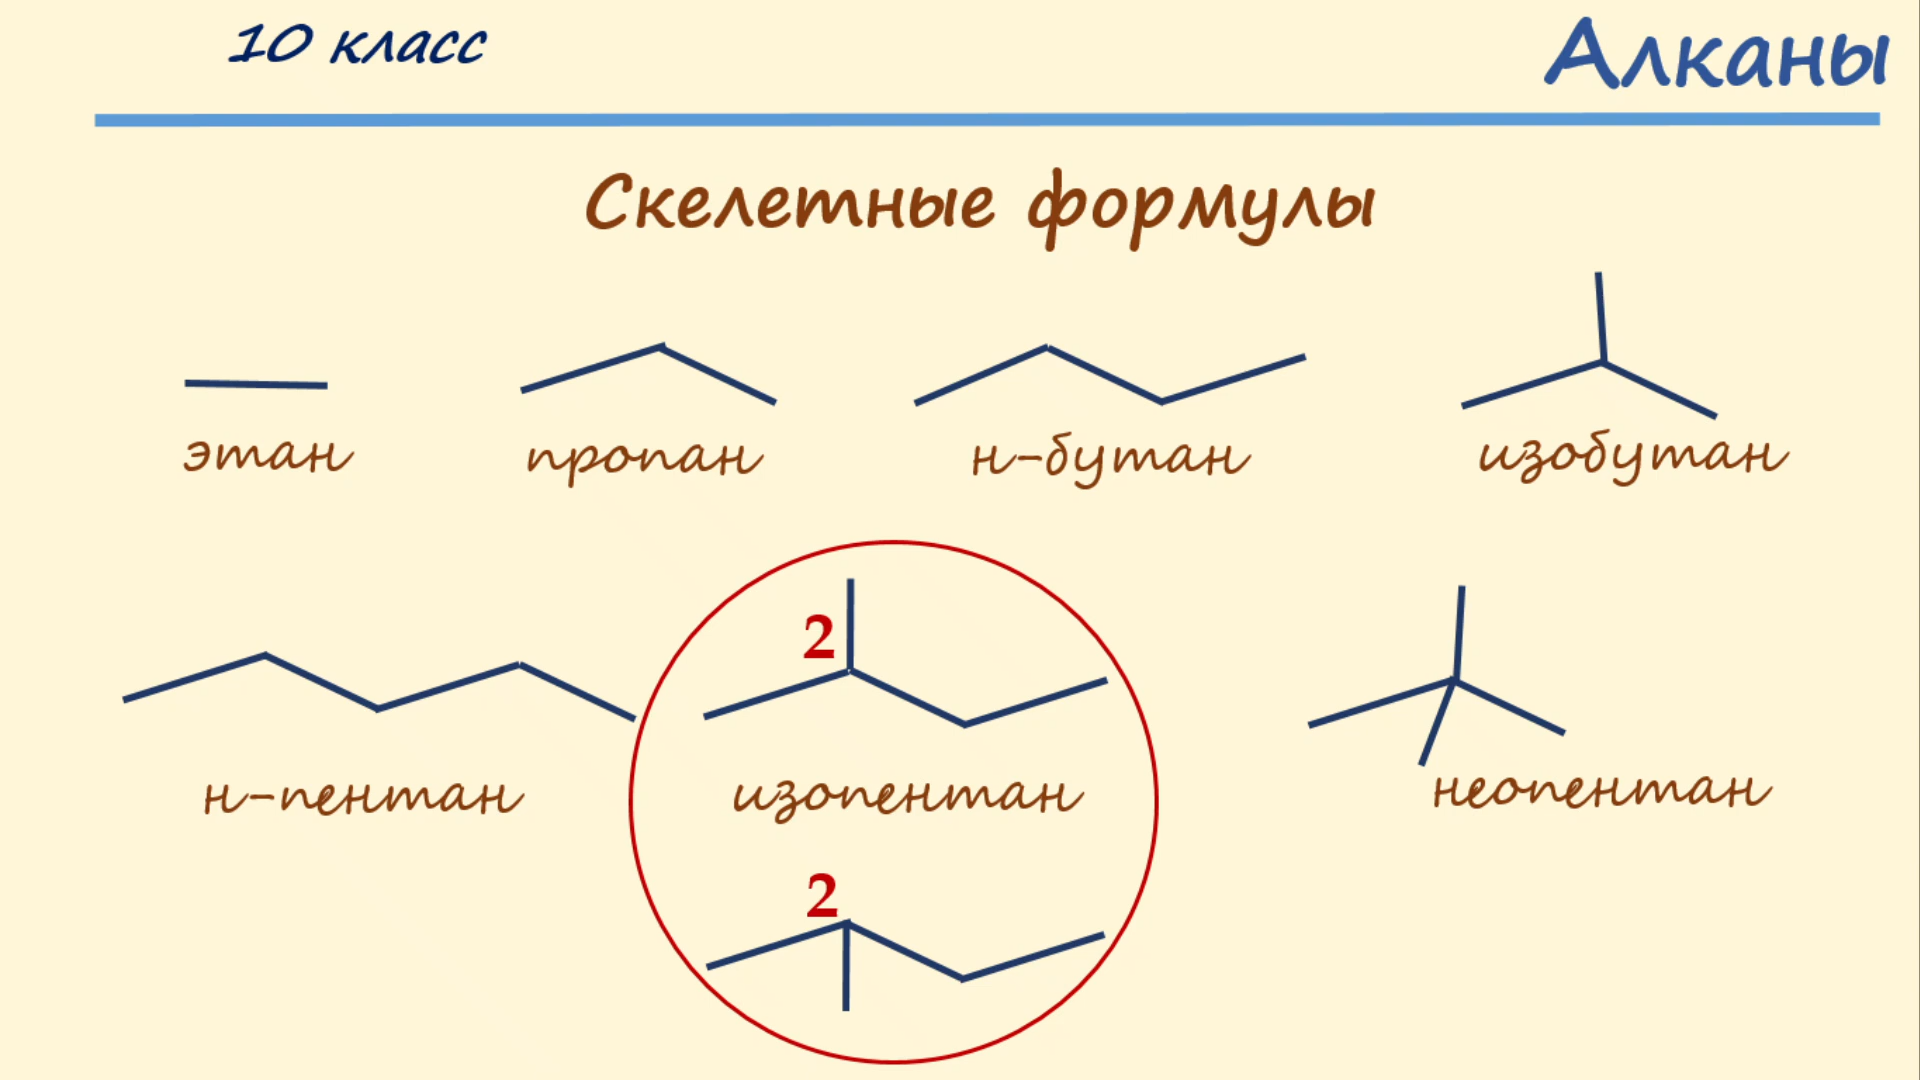 10 класс
Алканы
Скелетные формулы
этан
пропан
н-бутан
изобутан
2
н-пентан
изопентан
неопентан
2